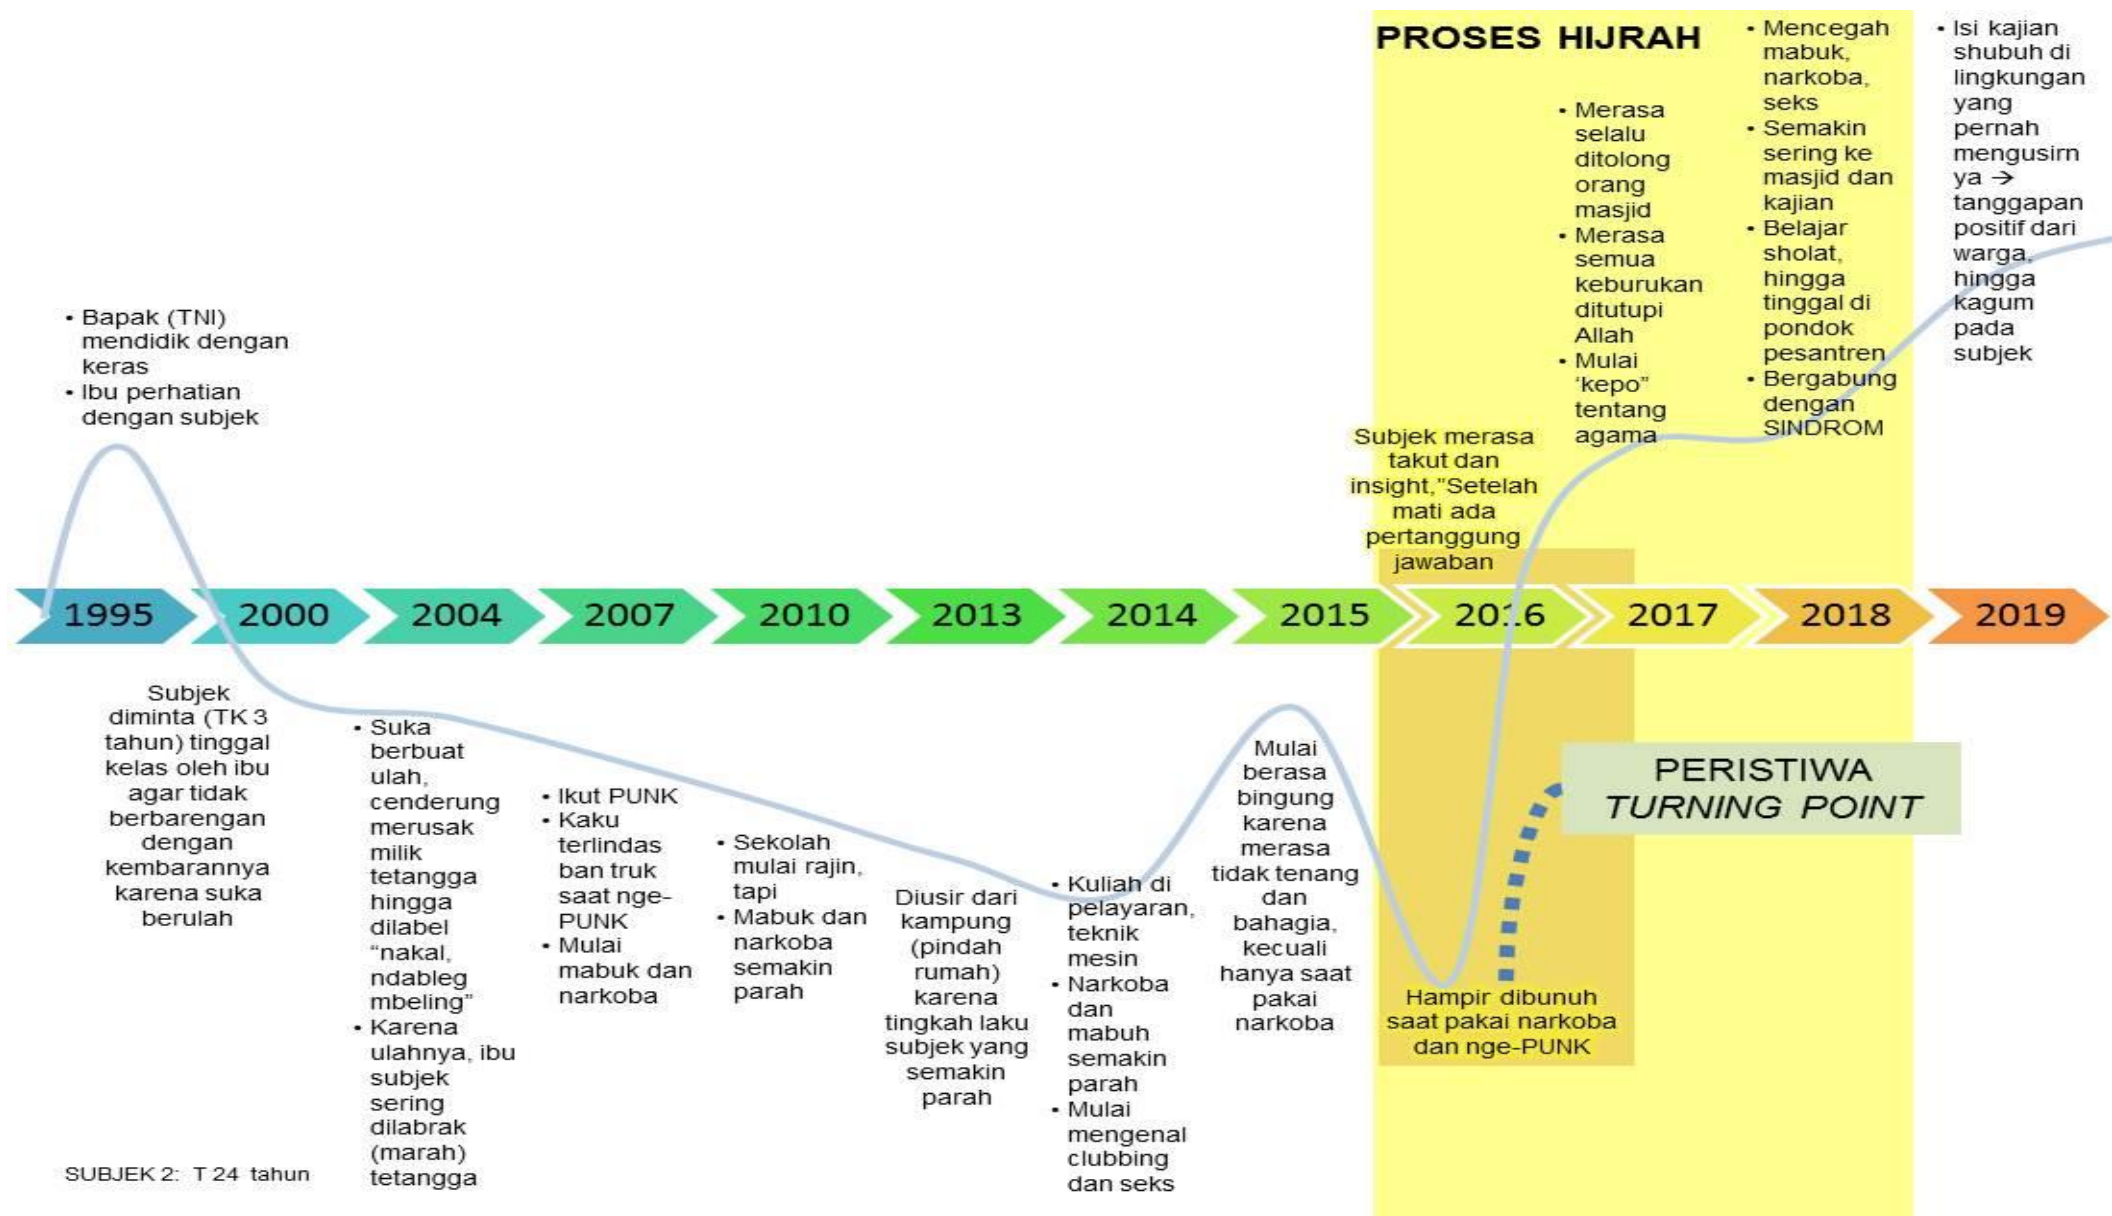 PROSES HIJRAH
• Bapak (TNI)
mendidik dengan
keras
• Ibu perhatian
dengan subjek
Subjek merasa
takut dan
insight,"Setelah
mati ada
pertanggung
jawaban
• Merasa
selalu
ditolong
orang
masjid
• Merasa
semua
keburukan
ditutupi
Allah
• Mulai
‘kepo”
tentang
agama
• Mencegah
mabuk,
narkoba,
seks
• Semakin
sering ke
masjid dan
kajian
• Belajar
sholat,
hingga
tinggal di
pondok
pesantren
• Bergabung
dengan
SINDROM
• Isi kajian
shubuh di
lingkungan
yang
pernah
mengusirn
ya →
tanggapan
positif dari
warga,
hingga
kagum
pada
subjek
1995 2000 2004 2007 2010 2013 2014 2015 2016 2017 2018 2019
Subjek
diminta (TK 3
tahun) tinggal
kelas oleh ibu
agar tidak
berbarengan
dengan
kembarannya
karena suka
berulah
• Suka
berbuat
ulah,
cenderung
merusak
milik
tetangga
hingga
dilabel
“nakal,
ndableg
mbeling”
• Karena
ulahnya, ibu
subjek
sering
dilabrak
(marah)
tetangga
• Ikut PUNK
• Kaku
terlindas
ban truk
saat nge-
PUNK
• Mulai
mabuk dan
narkoba
• Sekolah
mulai rajin,
tapi
• Mabuk dan
narkoba
semakin
parah
Diusir dari
kampung
(pindah
rumah)
karena
tingkah laku
subjek yang
semakin
parah
• Kuliah di
pelayaran,
teknik
mesin
• Narkoba
dan
mabuh
semakin
parah
• Mulai
mengenal
clubbing
dan seks
Mulai
berasa
bingung
karena
merasa
tidak tenang
dan
bahagia,
kecuali
hanya saat
pakai
narkoba
Hampir dibunuh
saat pakai narkoba
dan nge-PUNK
PERISTIWA
TURNING POINT
SUBJEK 2: T 24 tahun